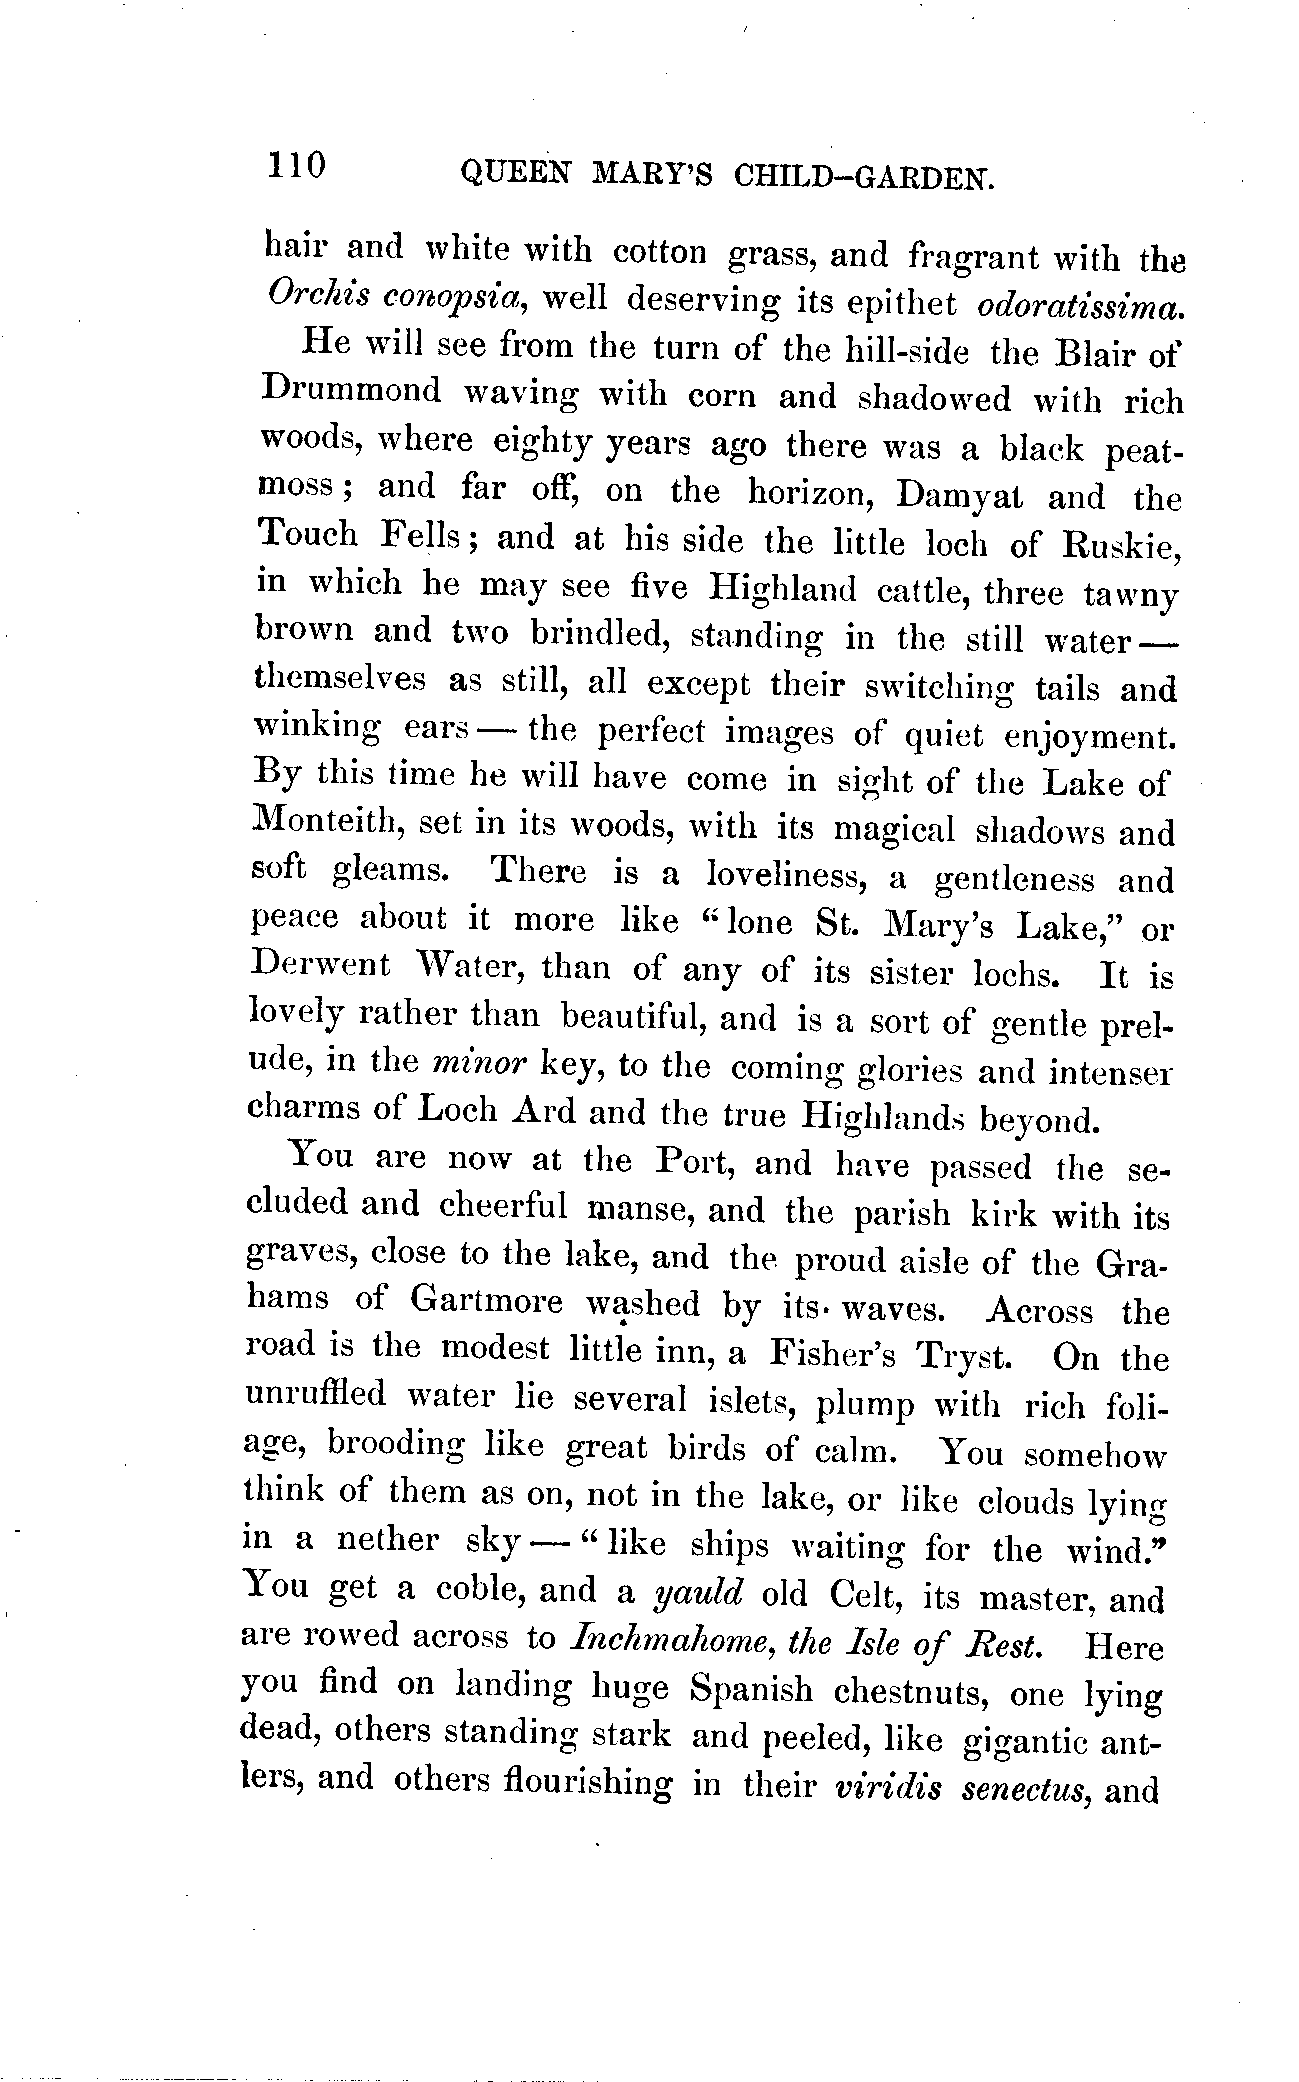 110 QUEEN MARY'S CHILD-GARDEN.
hair and white with cotton grass, and fragrant with the
Orchis conopsia, well deserving its epithet odoratissima.
He will see from the turn of the hill-side the Blair of
Drummond waving with corn and shadowed with rich
woods, where eighty years ago there was a black peat-
moss; and far off, on the horizon, Damyat and the
Touch Fells; and at his side the little loch of Ruskie,
in which he may see five Highland cattle, three tawny
brown and two brindled, standing in the still water—
themselves as still, all except their switching tails and
winking ears—the perfect images of quiet enjoyment.
By this time he will have come in sight of the Lake of
Monteith, set in its woods, with its magical shadows and
soft gleams. There is a loveliness, a gentleness and
peace about it more like "lone St. Mary's Lake," or
Derwent Water, than of any of its sister lochs. It is
lovely rather than beautiful, and is a sort of gentle prel-
ude, in the minor key, to the coming glories and intenser
charms of Loch Ard and the true Highlands beyond.
You are now at the Port, and have passed the se-
cluded and cheerful manse, and the parish kirk with its
graves, close to the lake, and the proud aisle of the Gra-
hams of Gartmore washed by its waves. Across the
road is the modest little inn, a Fisher's Tryst. On the
unruffled water lie several islets, plump with rich foli-
age, brooding like great birds of calm. You somehow
think of them as on, not in the lake, or like clouds lying
in a nether sky—"like ships waiting for the wind."
You get a coble, and a yauld old Celt, its master, and
are rowed across to Inchmahome, the Isle of Rest. Here
you find on landing huge Spanish chestnuts, one lying
dead, others standing stark and peeled, like gigantic ant-
lers, and others flourishing in their viridis senectus, and